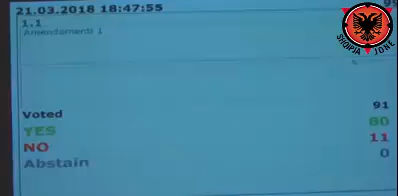 21.03.2018 18:47:55
1.1
Amendamenti 1
Voted 91
YES 80
NO 11
Abstain 0
SHQIPJA JONE